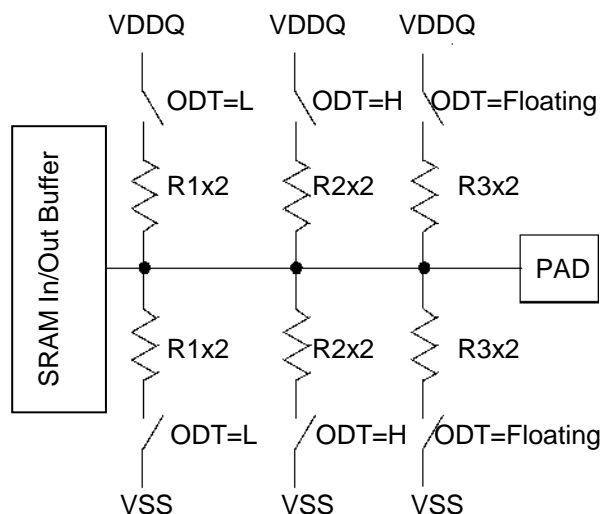 VDDQ VDDQ VDDQ
ODT=L ODT=H ODT=Floating
R1x2 R2x2 R3x2
SRAM In/Out Buffer
PAD
R1x2 R2x2 R3x2
ODT=L ODT=H ODT=Floating
VSS VSS VSS